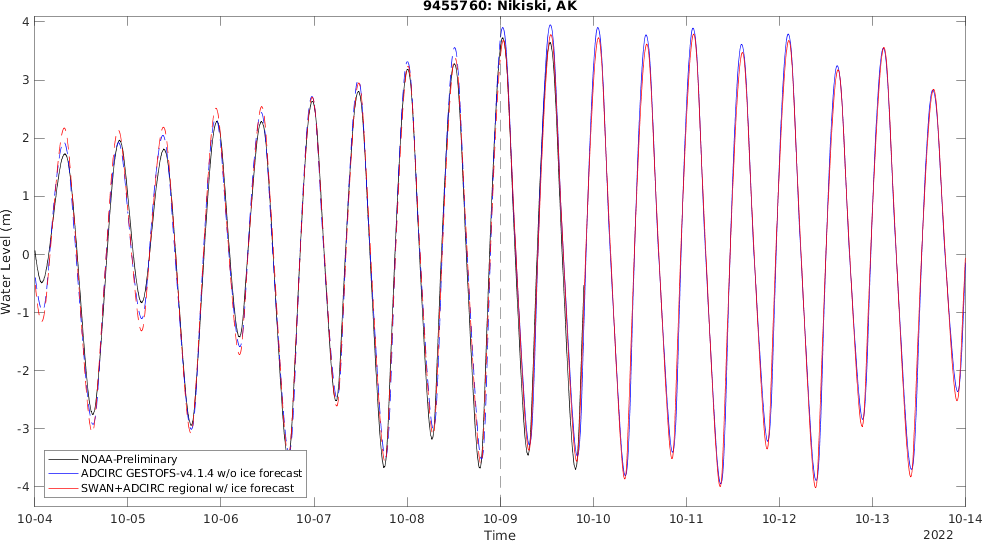 9455760: Nikiski, AK
4
3
2
1
0
-1
-2
-3
-4
Water Level (m)
NOAA-Preliminary
ADCIRC GESTOFS-v4.1.4 w/o ice forecast
SWAN+ADCIRC regional w/ ice forecast
10-04 10-05 10-06 10-07 10-08 10-09 10-10 10-11 10-12 10-13 10-14
Time
2022